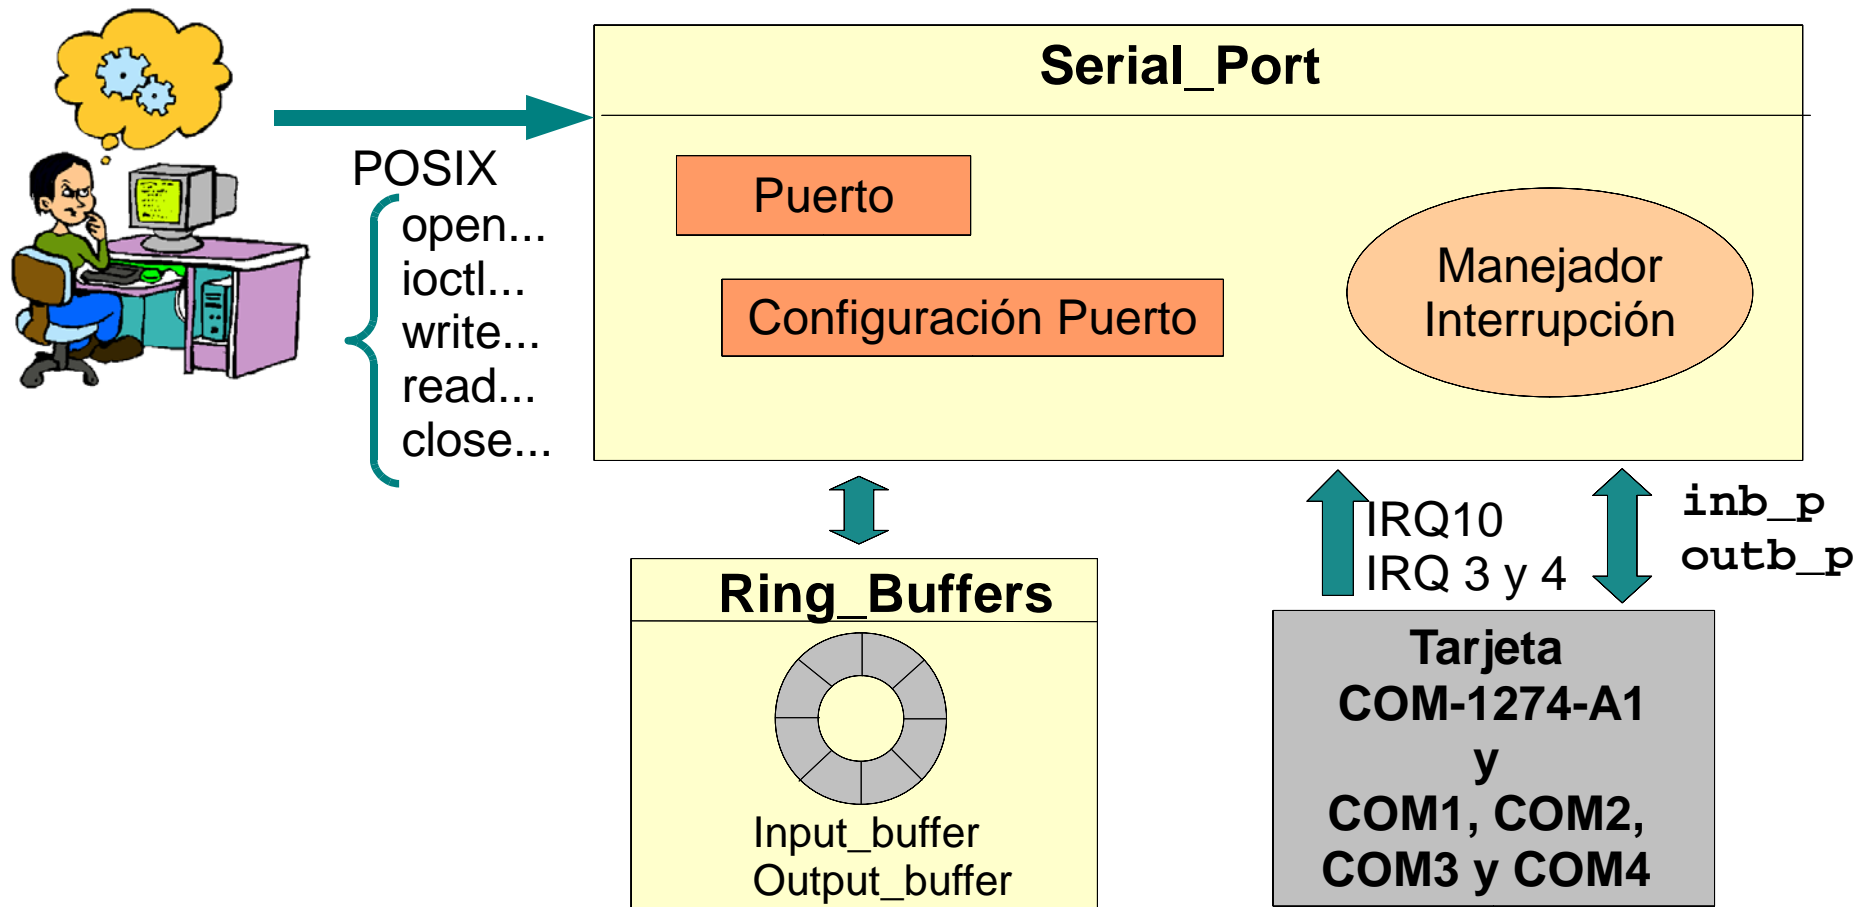 Serial_Port
POSIX
open...
ioctl...
write...
read...
close...
Puerto
Configuración Puerto
Manejador
Interrupción
IRQ10
IRQ 3 y 4
inb_p
outb_p
Ring_Buffers
Input_buffer
Output_buffer
Tarjeta
COM-1274-A1
y
COM1, COM2,
COM3 y COM4